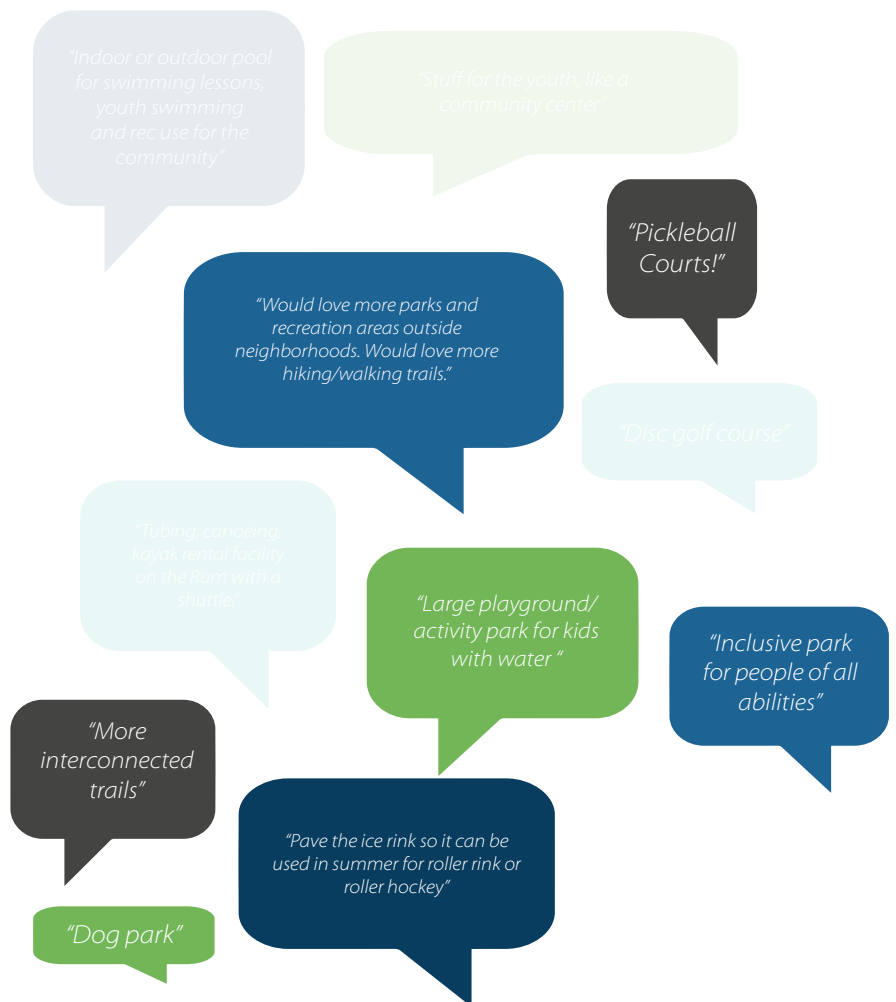 “Indoor or outdoor pool
for swimming lessons,
youth swimming
and rec use for the
community”
“Stuff for the youth, like a
community center”
“Pickleball
Courts!”
“Would love more parks and
recreation areas outside
neighborhoods. Would love more
hiking/walking trails.”
“Disc golf course”
“Tubing, canoeing,
kayak rental facility
on the Rum with a
shuttle.”
“Large playground/
activity park for kids
with water “
“Inclusive park
for people of all
abilities”
“More
interconnected
trails”
“Pave the ice rink so it can be
used in summer for roller rink or
roller hockey”
“Dog park”